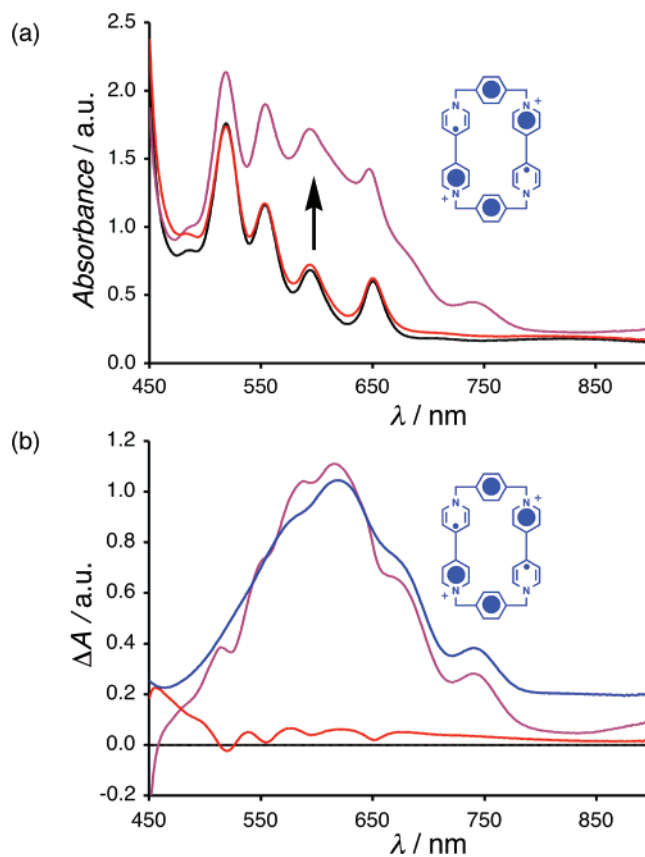 (a)
2.5
2.0
1.5
1.0
0.5
0.0
Absorbance / a.u.
450 550 650 750 850
λ / nm
N N +
N N
+
(b)
1.2
1.0
0.8
0.6
0.4
0.2
0.0
-0.2
ΔA / a.u.
450 550 650 750 850
λ / nm
N N +
N N
+